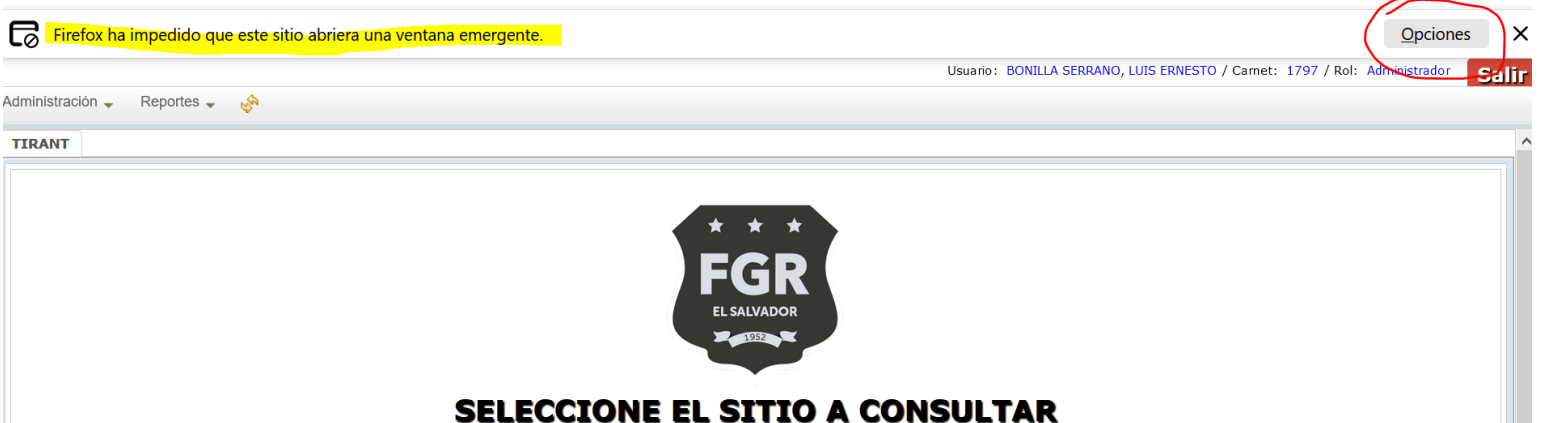 Firefox ha impedido que este sitio abriera una ventana emergente.
Opciones
Usuario: BONILLA SERRANO, LUIS ERNESTO / Carnet: 1797 / Rol: Administrador
Salir
Administración
Reportes
TIRANT
FGR
EL SALVADOR
1952
SELECCIONE EL SITIO A CONSULTAR